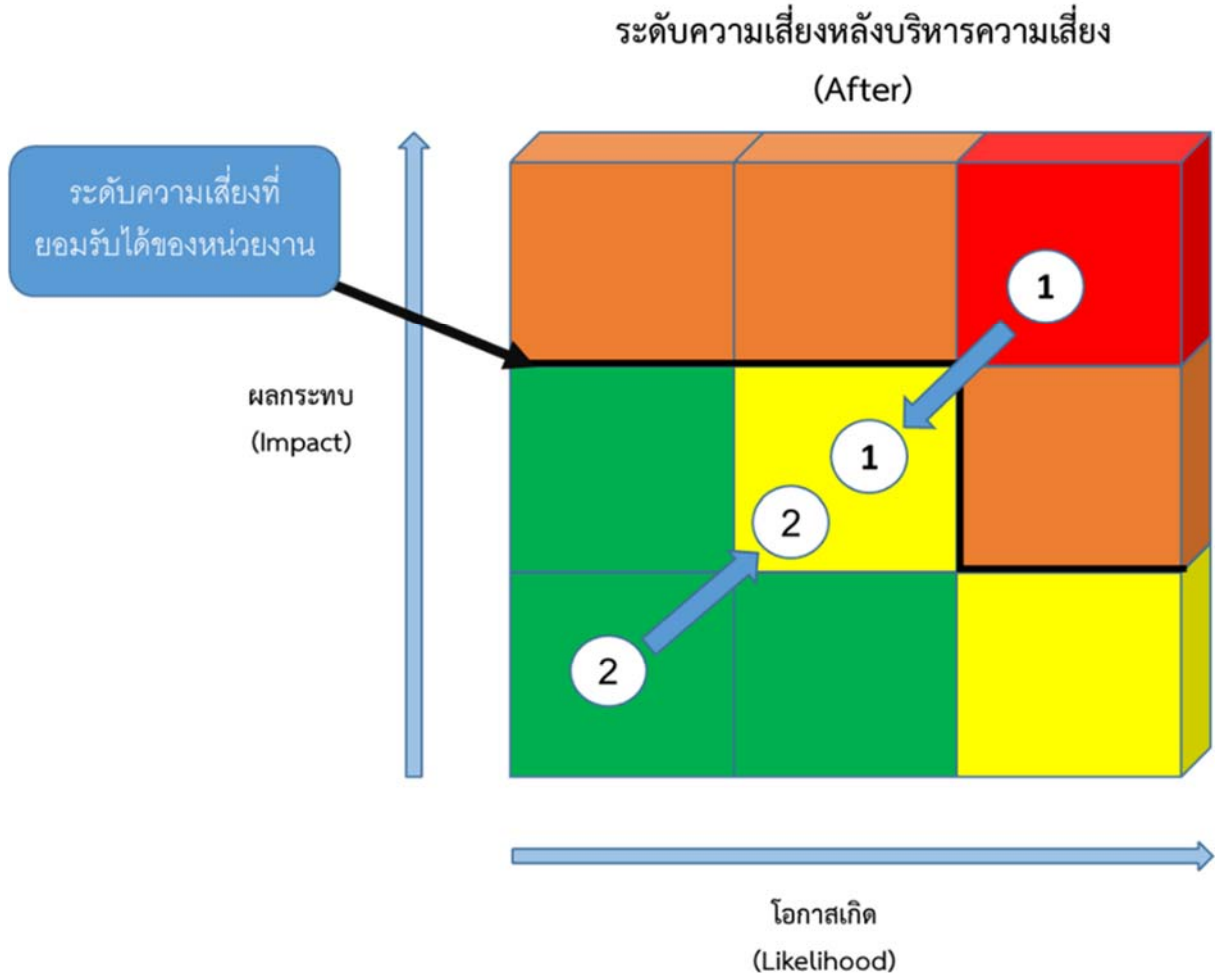 ระดับความเสี่ยงหลังบริหารความเสี่ยง
(After)
ระดับความเสี่ยงที่
ยอมรับได้ของหน่วยงาน
1
ผลกระทบ
(Impact)
1
2
2
โอกาสเกิด
(Likelihood)